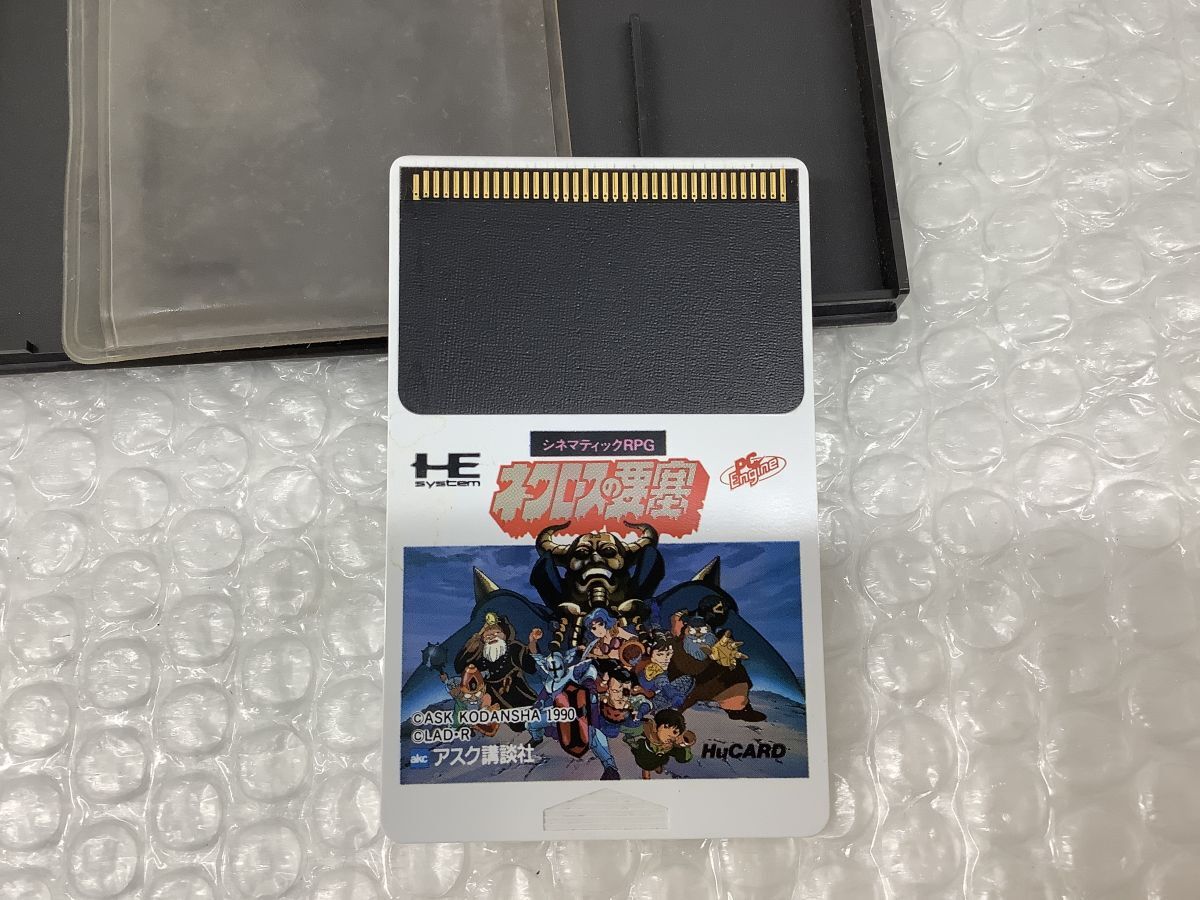 シネマティックRPG
HE
system
ネクロスの要塞
PC
Engine
©ASK KODANSHA 1990
©LAD・R
akc アスク講談社
HuCARD